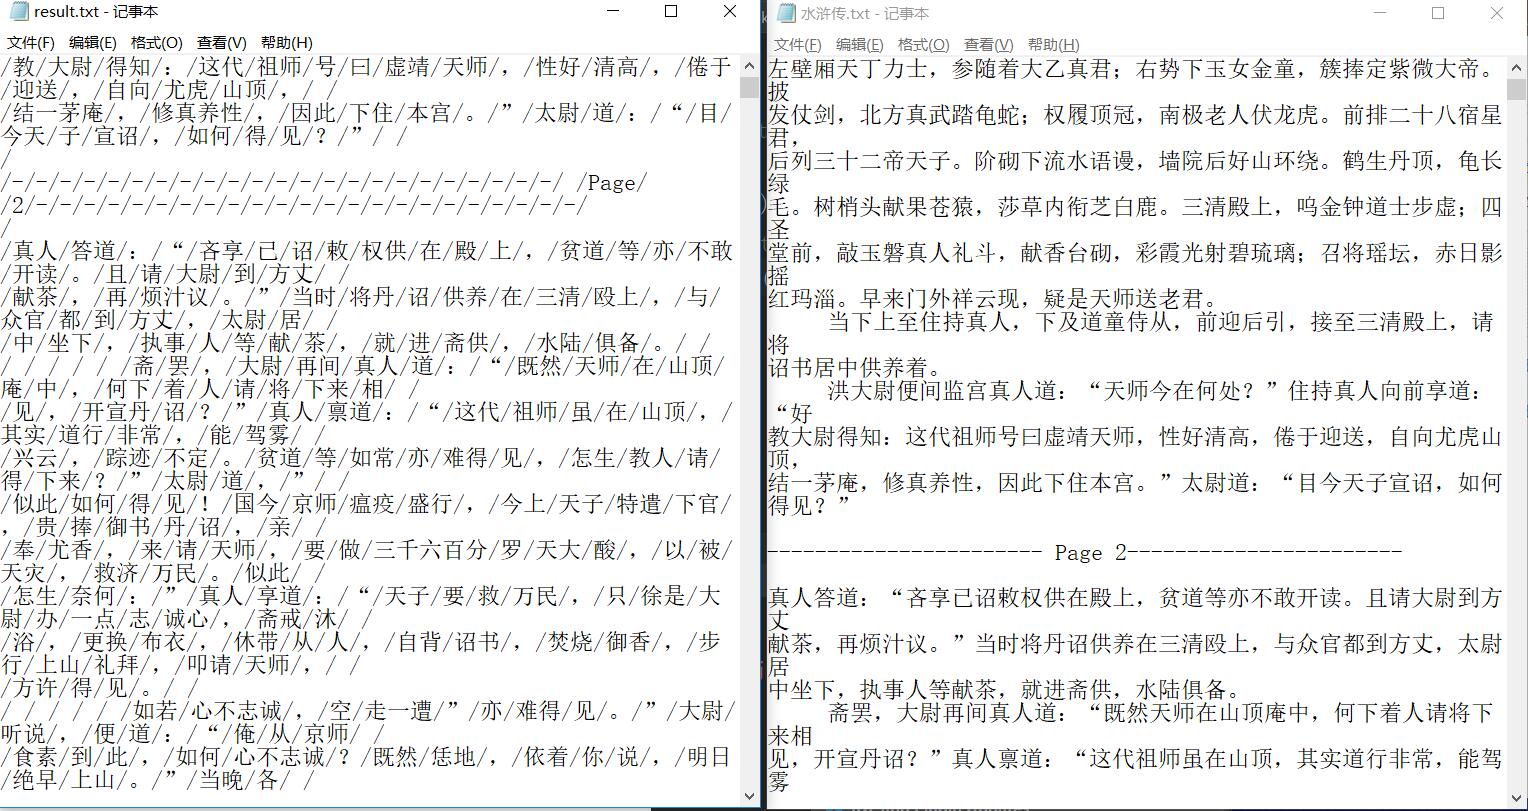 result.txt - 记事本
文件(F) 编辑(E) 格式(O) 查看(V) 帮助(H)
/教/大尉/得知/：/这代/祖师/号/曰/虚靖/天师/，/性好/清高/，/倦于
/迎送/，/自向/尤虎/山顶/，/ /
/结一茅庵/，/修真养性/，/因此/下住/本宫/。/”/太尉/道/：/“/目/
今天/子/宣诏/，/如何/得/见/？/”/ /
/
/-/-/-/-/-/-/-/-/-/-/-/-/-/-/-/-/-/-/-/-/-/-/-/ /Page/
/2/-/-/-/-/-/-/-/-/-/-/-/-/-/-/-/-/-/-/-/-/-/-/-/
/
/真人/答道/：/“/吝享/己/诏/敕/权供/在/殿/上/，/贫道/等/亦/不敢
/开读/。/且/请/大尉/到/方丈/ /
/献茶/，/再/烦汁议/。/”/当时/将丹/诏/供养/在/三清/殴上/，/与/
众官/都/到/方丈/，/太尉/居/ /
/中/坐下/，/执事/人/等/献/茶/，/就/进/斋供/，/水陆/俱备/。/ /
/ / / / / /斋/罢/，/大尉/再间/真人/道/：/“/既然/天师/在/山顶/
庵/中/，/何下/着/人/请/将/下来/相/ /
/见/，/开宣丹/诏/？/”/真人/禀道/：/“/这代/祖师/虽/在/山顶/，/
其实/道行/非常/，/能/驾雾/ /
/兴云/，/踪迹/不定/。/贫道/等/如常/亦/难得/见/，/怎生/教人/请/
得/下来/？/”/太尉/道/，/”/ /
/似此/如何/得/见/！/国今/京师/瘟疫/盛行/，/今上/天子/特遣/下官/
，/贵/捧/御书/丹/诏/，/亲/ /
/奉/尤香/，/来/请/天师/，/要/做/三千六百分/罗/天大/酸/，/以/被/
天灾/，/救济/万民/。/似此/ /
/怎生/奈何/：/”/真人/享道/：/“/天子/要/救/万民/，/只/徐是/大
尉/办/一点/志/诚心/，/斋戒/沐/ /
/浴/，/更换/布衣/，/休带/从/人/，/自背/诏书/，/焚烧/御香/，/步
行/上山/礼拜/，/叩请/天师/，/ /
/方许/得/见/。/ /
/ / / / / /如若/心不志诚/，/空/走一遭/”/亦/难得/见/。/”/大尉/
听说/，/便/道/：/“/俺/从/京师/ /
/食素/到/此/，/如何/心不志诚/？/既然/恁地/，/依着/你/说/，/明日
/绝早/上山/。/”/当晚/各/ /
水浒传.txt - 记事本
文件(F) 编辑(E) 格式(O) 查看(V) 帮助(H)
左壁厢天丁力士，参随着大乙真君；右势下玉女金童，簇捧定紫微大帝。
披
发仗剑，北方真武踏龟蛇；权履顶冠，南极老人伏龙虎。前排二十八宿星
君，
后列三十二帝天子。阶砌下流水语谩，墙院后好山环绕。鹤生丹顶，龟长
绿
毛。树梢头献果苍猿，莎草内衔芝白鹿。三清殿上，呜金钟道士步虚；四
圣
堂前，敲玉磐真人礼斗，献香台砌，彩霞光射碧琉璃；召将瑶坛，赤日影
摇
红玛淄。早来门外祥云现，疑是天师送老君。
当下上至住持真人，下及道童侍从，前迎后引，接至三清殿上，请
将
诏书居中供养着。
洪大尉便间监宫真人道：“天师今在何处？”住持真人向前享道：
“好
教大尉得知：这代祖师号曰虚靖天师，性好清高，倦于迎送，自向尤虎山
顶，
结一茅庵，修真养性，因此下住本宫。”太尉道：“目今天子宣诏，如何
得见？”
----------------------- Page 2-----------------------
真人答道：“吝享已诏敕权供在殿上，贫道等亦不敢开读。且请大尉到方
丈
献茶，再烦汁议。”当时将丹诏供养在三清殴上，与众官都到方丈，太尉
居
中坐下，执事人等献茶，就进斋供，水陆俱备。
斋罢，大尉再间真人道：“既然天师在山顶庵中，何下着人请将下
来相
见，开宣丹诏？”真人禀道：“这代祖师虽在山顶，其实道行非常，能驾
雾